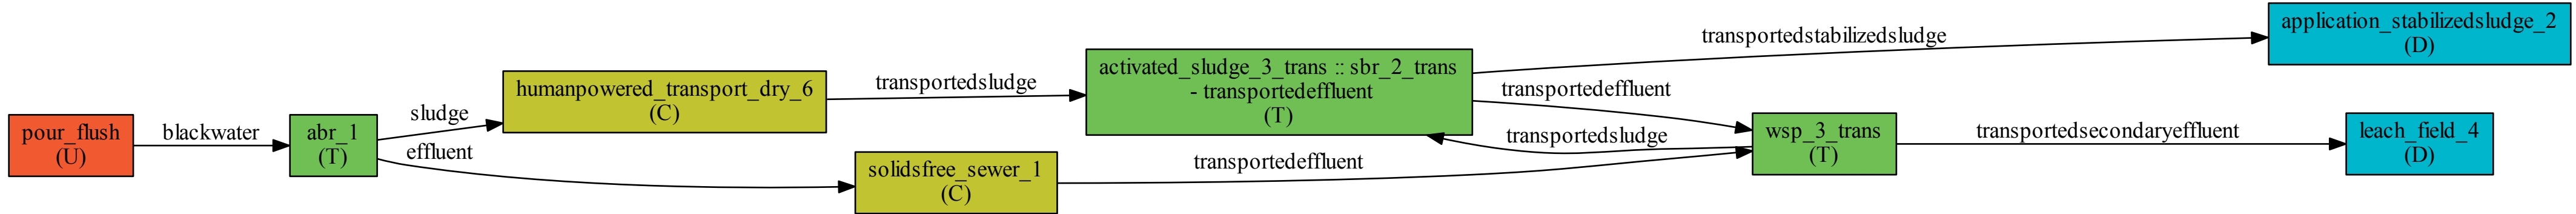 pour_flush
(U)
blackwater
abr_1
(T)
sludge
effluent
humanpowered_transport_dry_6
(C)
solidsfree_sewer_1
(C)
transportedsludge
transportedeffluent
activated_sludge_3_trans :: sbr_2_trans
- transportedeffluent
(T)
transportedstabilizedsludge
transportedeffluent
transportedsludge
wsp_3_trans
(T)
transportedsecondaryeffluent
application_stabilizedsludge_2
(D)
leach_field_4
(D)